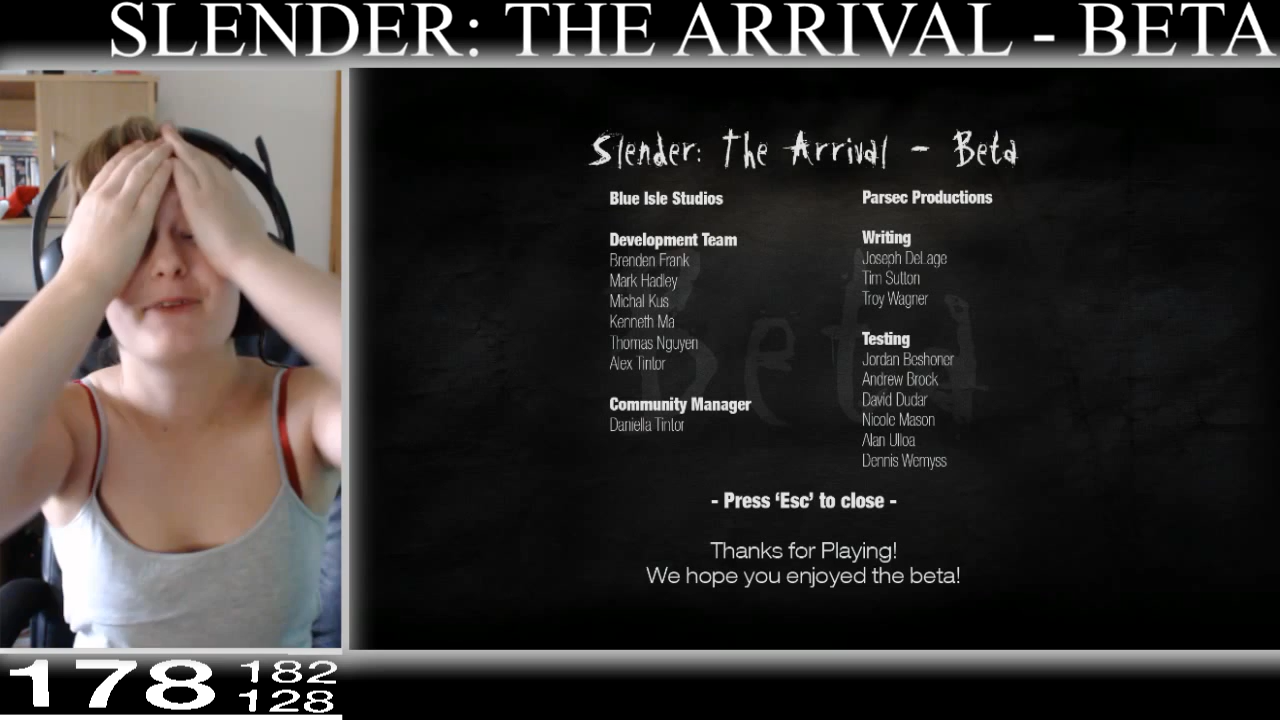 SLENDER: THE ARRIVAL - BETA
Slender: The Arrival - Beta
Blue Isle Studios
Development Team
Brenden Frank
Mark Hadley
Michal Kus
Kenneth Ma
Thomas Nguyen
Alex Tintor
Community Manager
Daniella Tintor
Parsec Productions
Writing
Joseph DeLage
Tim Sutton
Troy Wagner
Testing
Jordan Beshoner
Andrew Brock
David Dudar
Nicole Mason
Alan Ulloa
Dennis Wemyss
Beta
- Press ‘Esc’ to close -
Thanks for Playing!
We hope you enjoyed the beta!
178
182
128